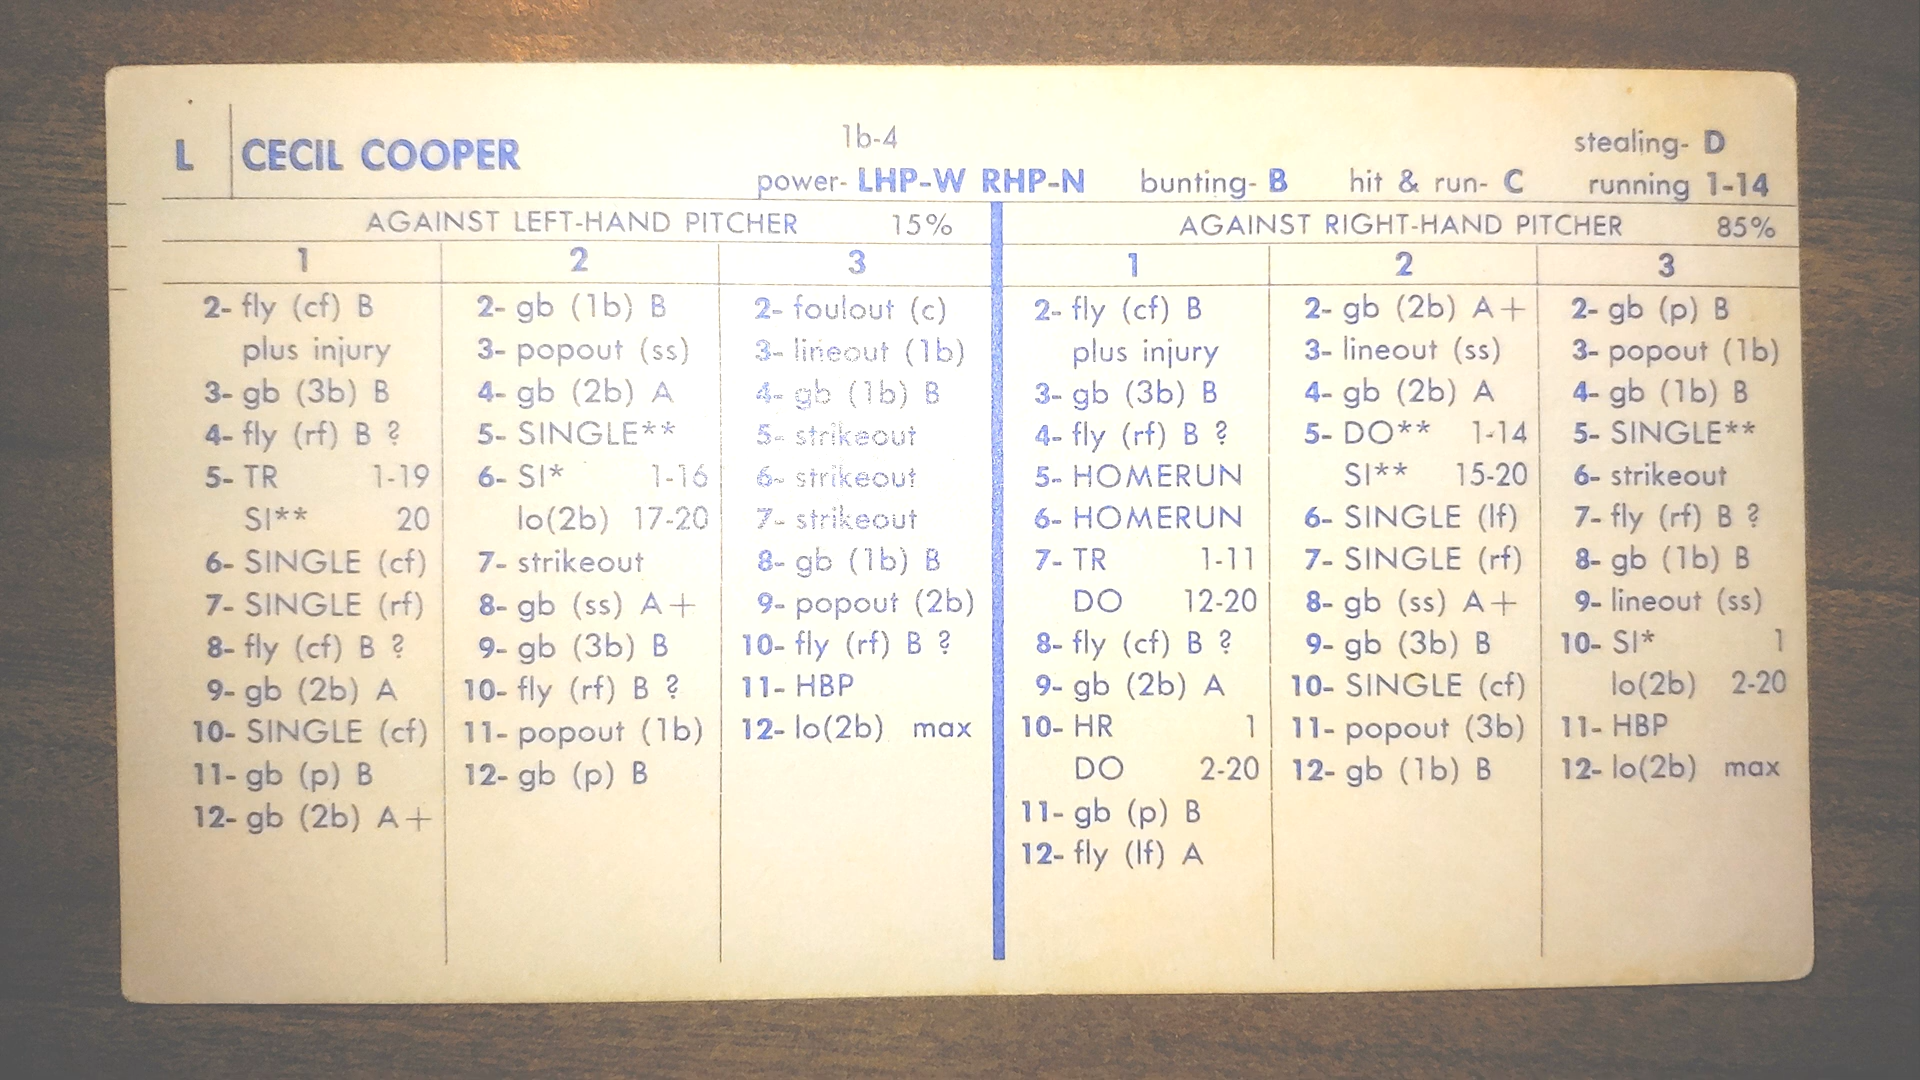 L CECIL COOPER 1b-4 stealing- D
power- LHP-W RHP-N bunting- B hit & run- C running 1-14
AGAINST LEFT-HAND PITCHER 15%
1 2 3
2- fly (cf) B 2- gb (1b) B 2- foulout (c)
plus injury 3- popout (ss) 3- lineout (1b)
3- gb (3b) B 4- gb (2b) A 4- gb (1b) B
4- fly (rf) B ? 5- SINGLE** 5- strikeout
5- TR 1-19 6- SI* 1-16 6- strikeout
SI** 20 lo(2b) 17-20 7- strikeout
6- SINGLE (cf) 7- strikeout 8- gb (1b) B
7- SINGLE (rf) 8- gb (ss) A+ 9- popout (2b)
8- fly (cf) B ? 9- gb (3b) B 10- fly (rf) B ?
9- gb (2b) A 10- fly (rf) B ? 11- HBP
10- SINGLE (cf) 11- popout (1b) 12- lo(2b) max
11- gb (p) B 12- gb (p) B
12- gb (2b) A+
AGAINST RIGHT-HAND PITCHER 85%
1 2 3
2- fly (cf) B 2- gb (2b) A+ 2- gb (p) B
plus injury 3- lineout (ss) 3- popout (1b)
3- gb (3b) B 4- gb (2b) A 4- gb (1b) B
4- fly (rf) B ? 5- DO** 1-14 5- SINGLE**
5- HOMERUN SI** 15-20 6- strikeout
6- HOMERUN 6- SINGLE (lf) 7- fly (rf) B ?
7- TR 1-11 7- SINGLE (rf) 8- gb (1b) B
DO 12-20 8- gb (ss) A+ 9- lineout (ss)
8- fly (cf) B ? 9- gb (3b) B 10- SI* 1
9- gb (2b) A 10- SINGLE (cf) lo(2b) 2-20
10- HR 1 11- popout (3b) 11- HBP
DO 2-20 12- gb (1b) B 12- lo(2b) max
11- gb (p) B
12- fly (lf) A